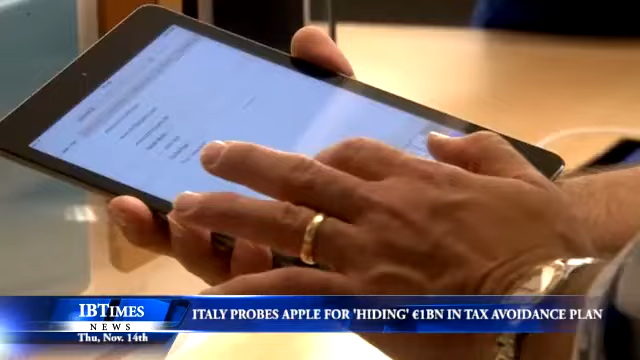 IBTIMES
NEWS
Thu, Nov. 14th
ITALY PROBES APPLE FOR 'HIDING' €1BN IN TAX AVOIDANCE PLAN